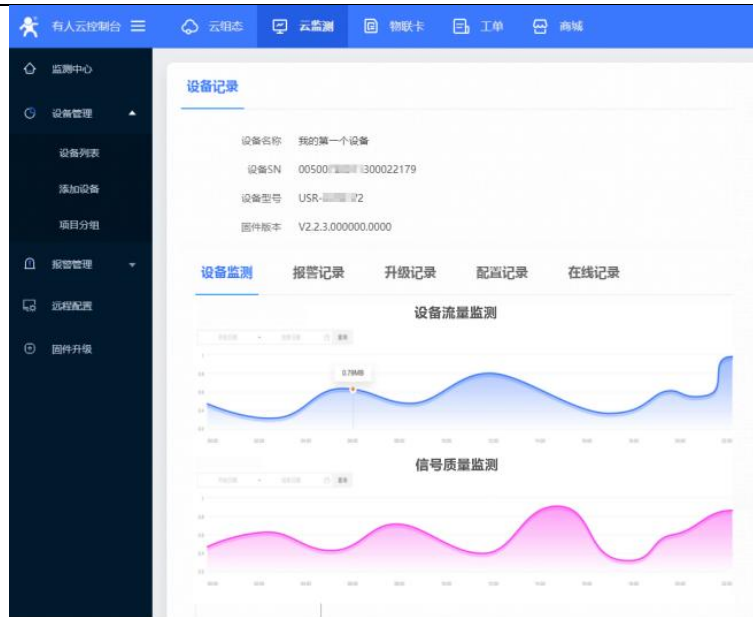 有人云控制台 云组态 云监测 物联卡 工单 商城
监测中心
设备管理
设备列表
添加设备
项目分组
报警管理
远程配置
固件升级
设备记录
设备名称 我的第一个设备
设备SN 00500 300022179
设备型号 USR- 2
固件版本 V2.2.3.000000.0000
设备监测 报警记录 升级记录 配置记录 在线记录
设备流量监测
0.79MB
信号质量监测